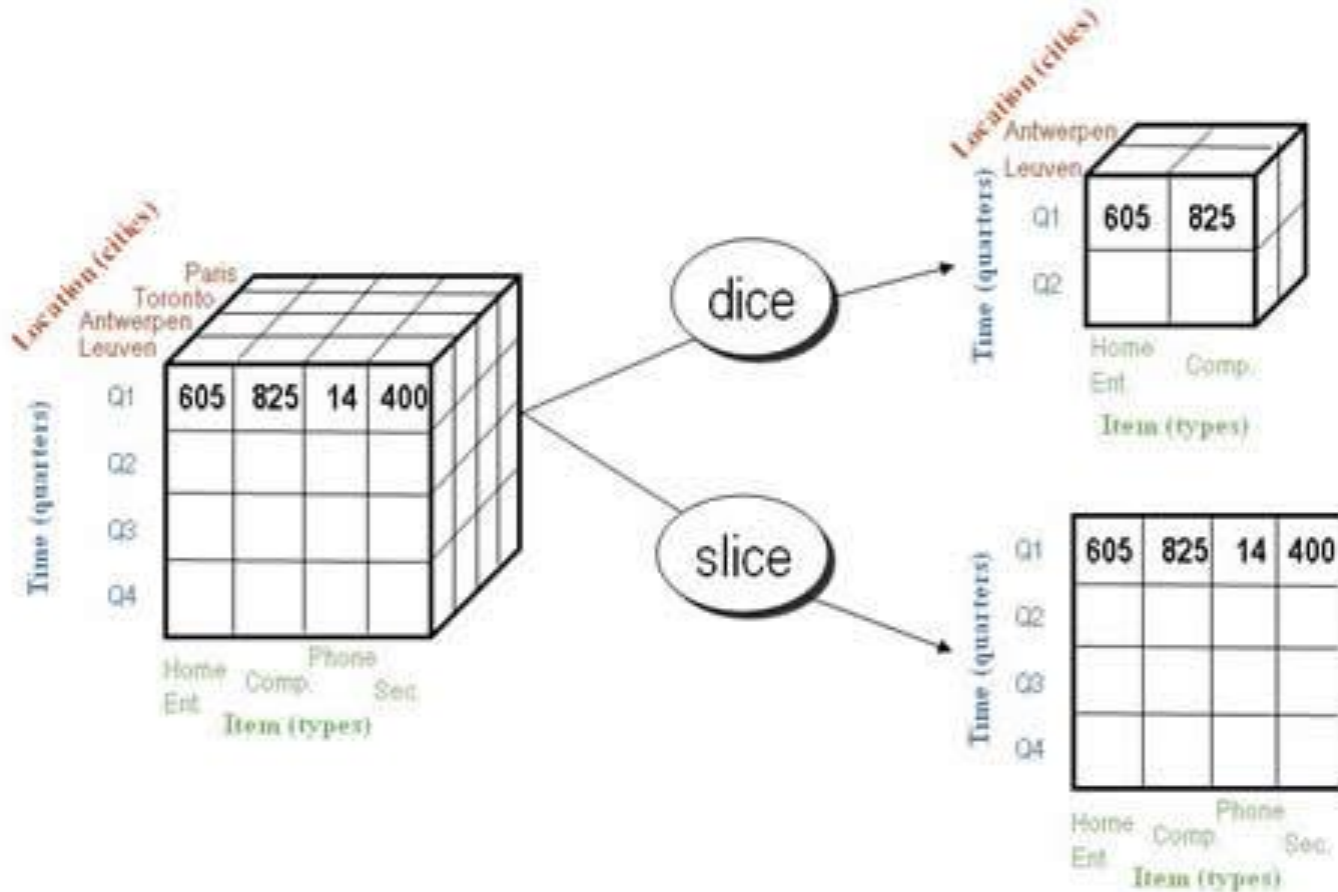 Location (cities)
Paris
Toronto
Antwerpen
Leuven
Time (quarters)
Q1 605 825 14 400
Q2
Q3
Q4
Home Ent
Comp.
Phone
Sec
Item (types)
dice
slice
Location (cities)
Antwerpen
Leuven
Time (quarters)
Q1 605 825
Q2
Home Ent
Comp.
Item (types)
Time (quarters)
Q1 605 825 14 400
Q2
Q3
Q4
Home Ent
Comp
Phone
Sec.
Item (types)